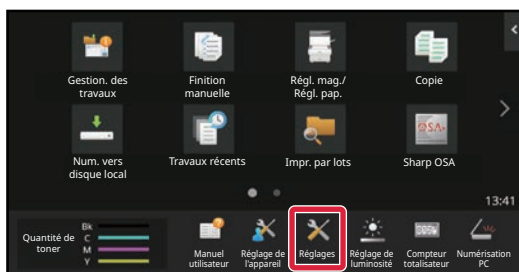 Gestion. des
travaux
Finition
manuelle
Régl. mag./
Régl. pap.
Copie
Num. vers
disque local
Travaux récents
Impr. par lots
OSA
Sharp OSA
13:41
Quantité de
toner
Bk
C
M
Y
Manuel
utilisateur
Réglage de
l'appareil
Réglages
Réglage de
luminosité
Compteur
totalisateur
Numérisation
PC